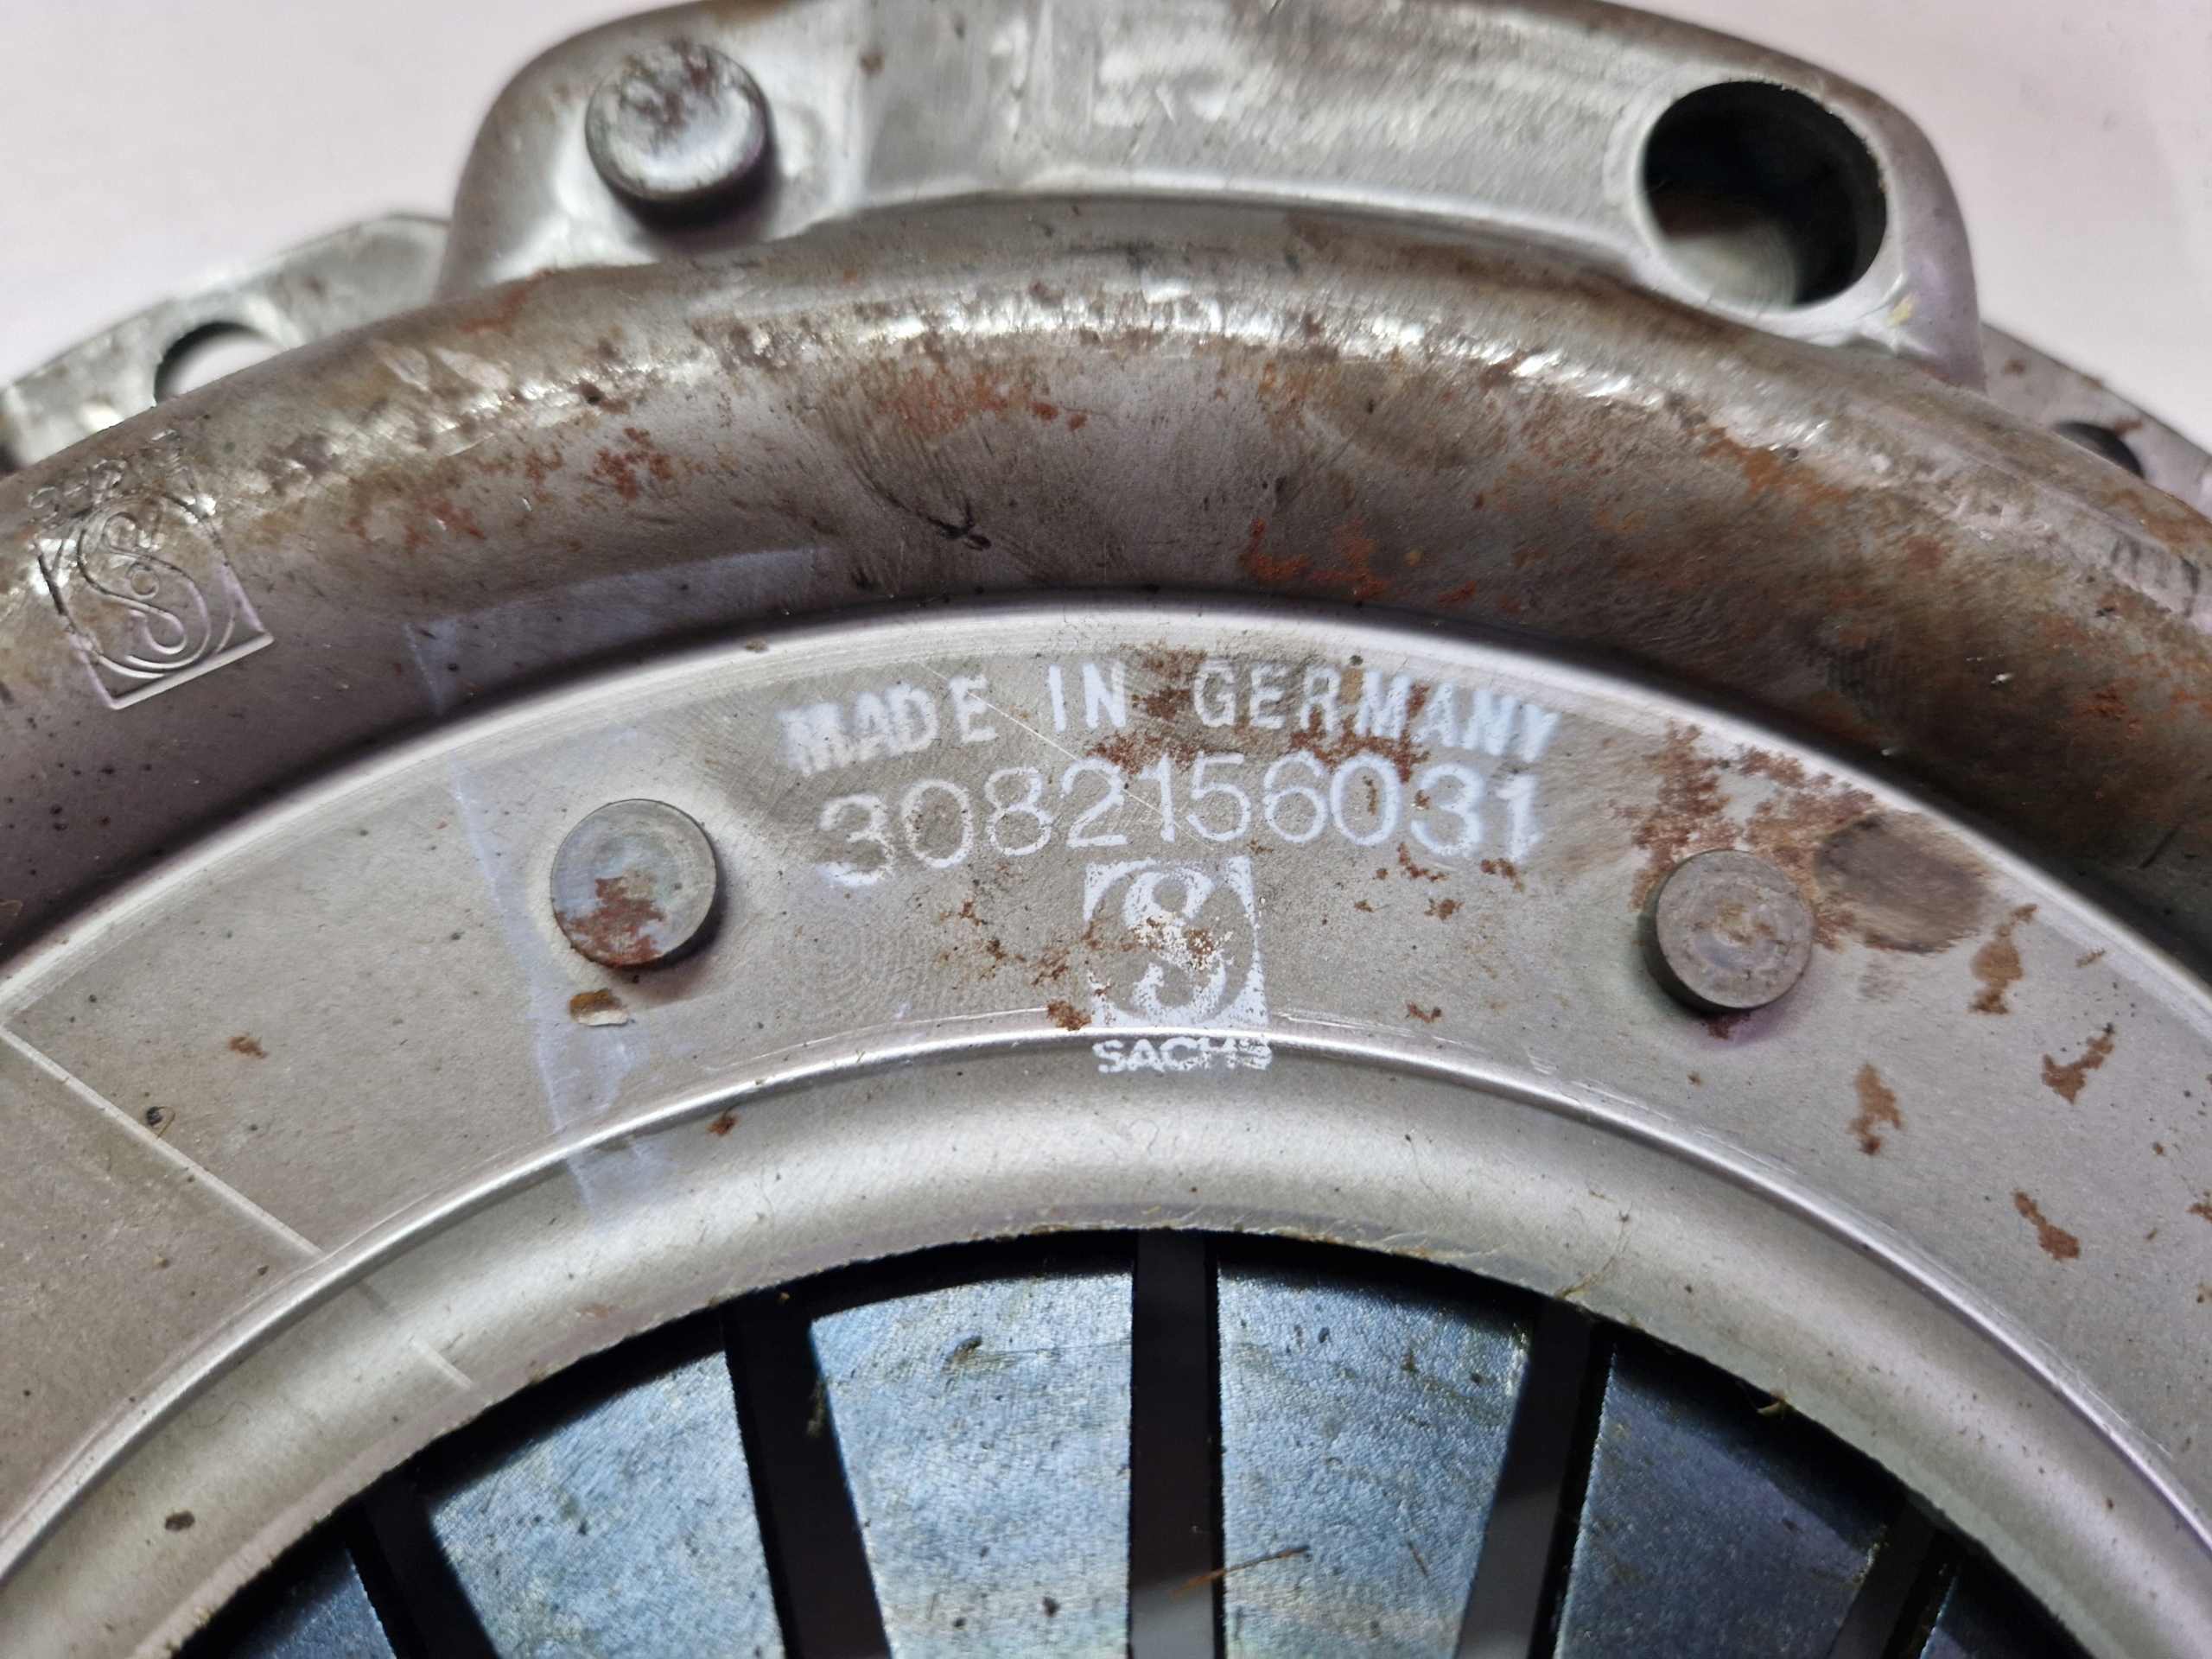 MADE IN GERMANY
3082156031
S
SACHS